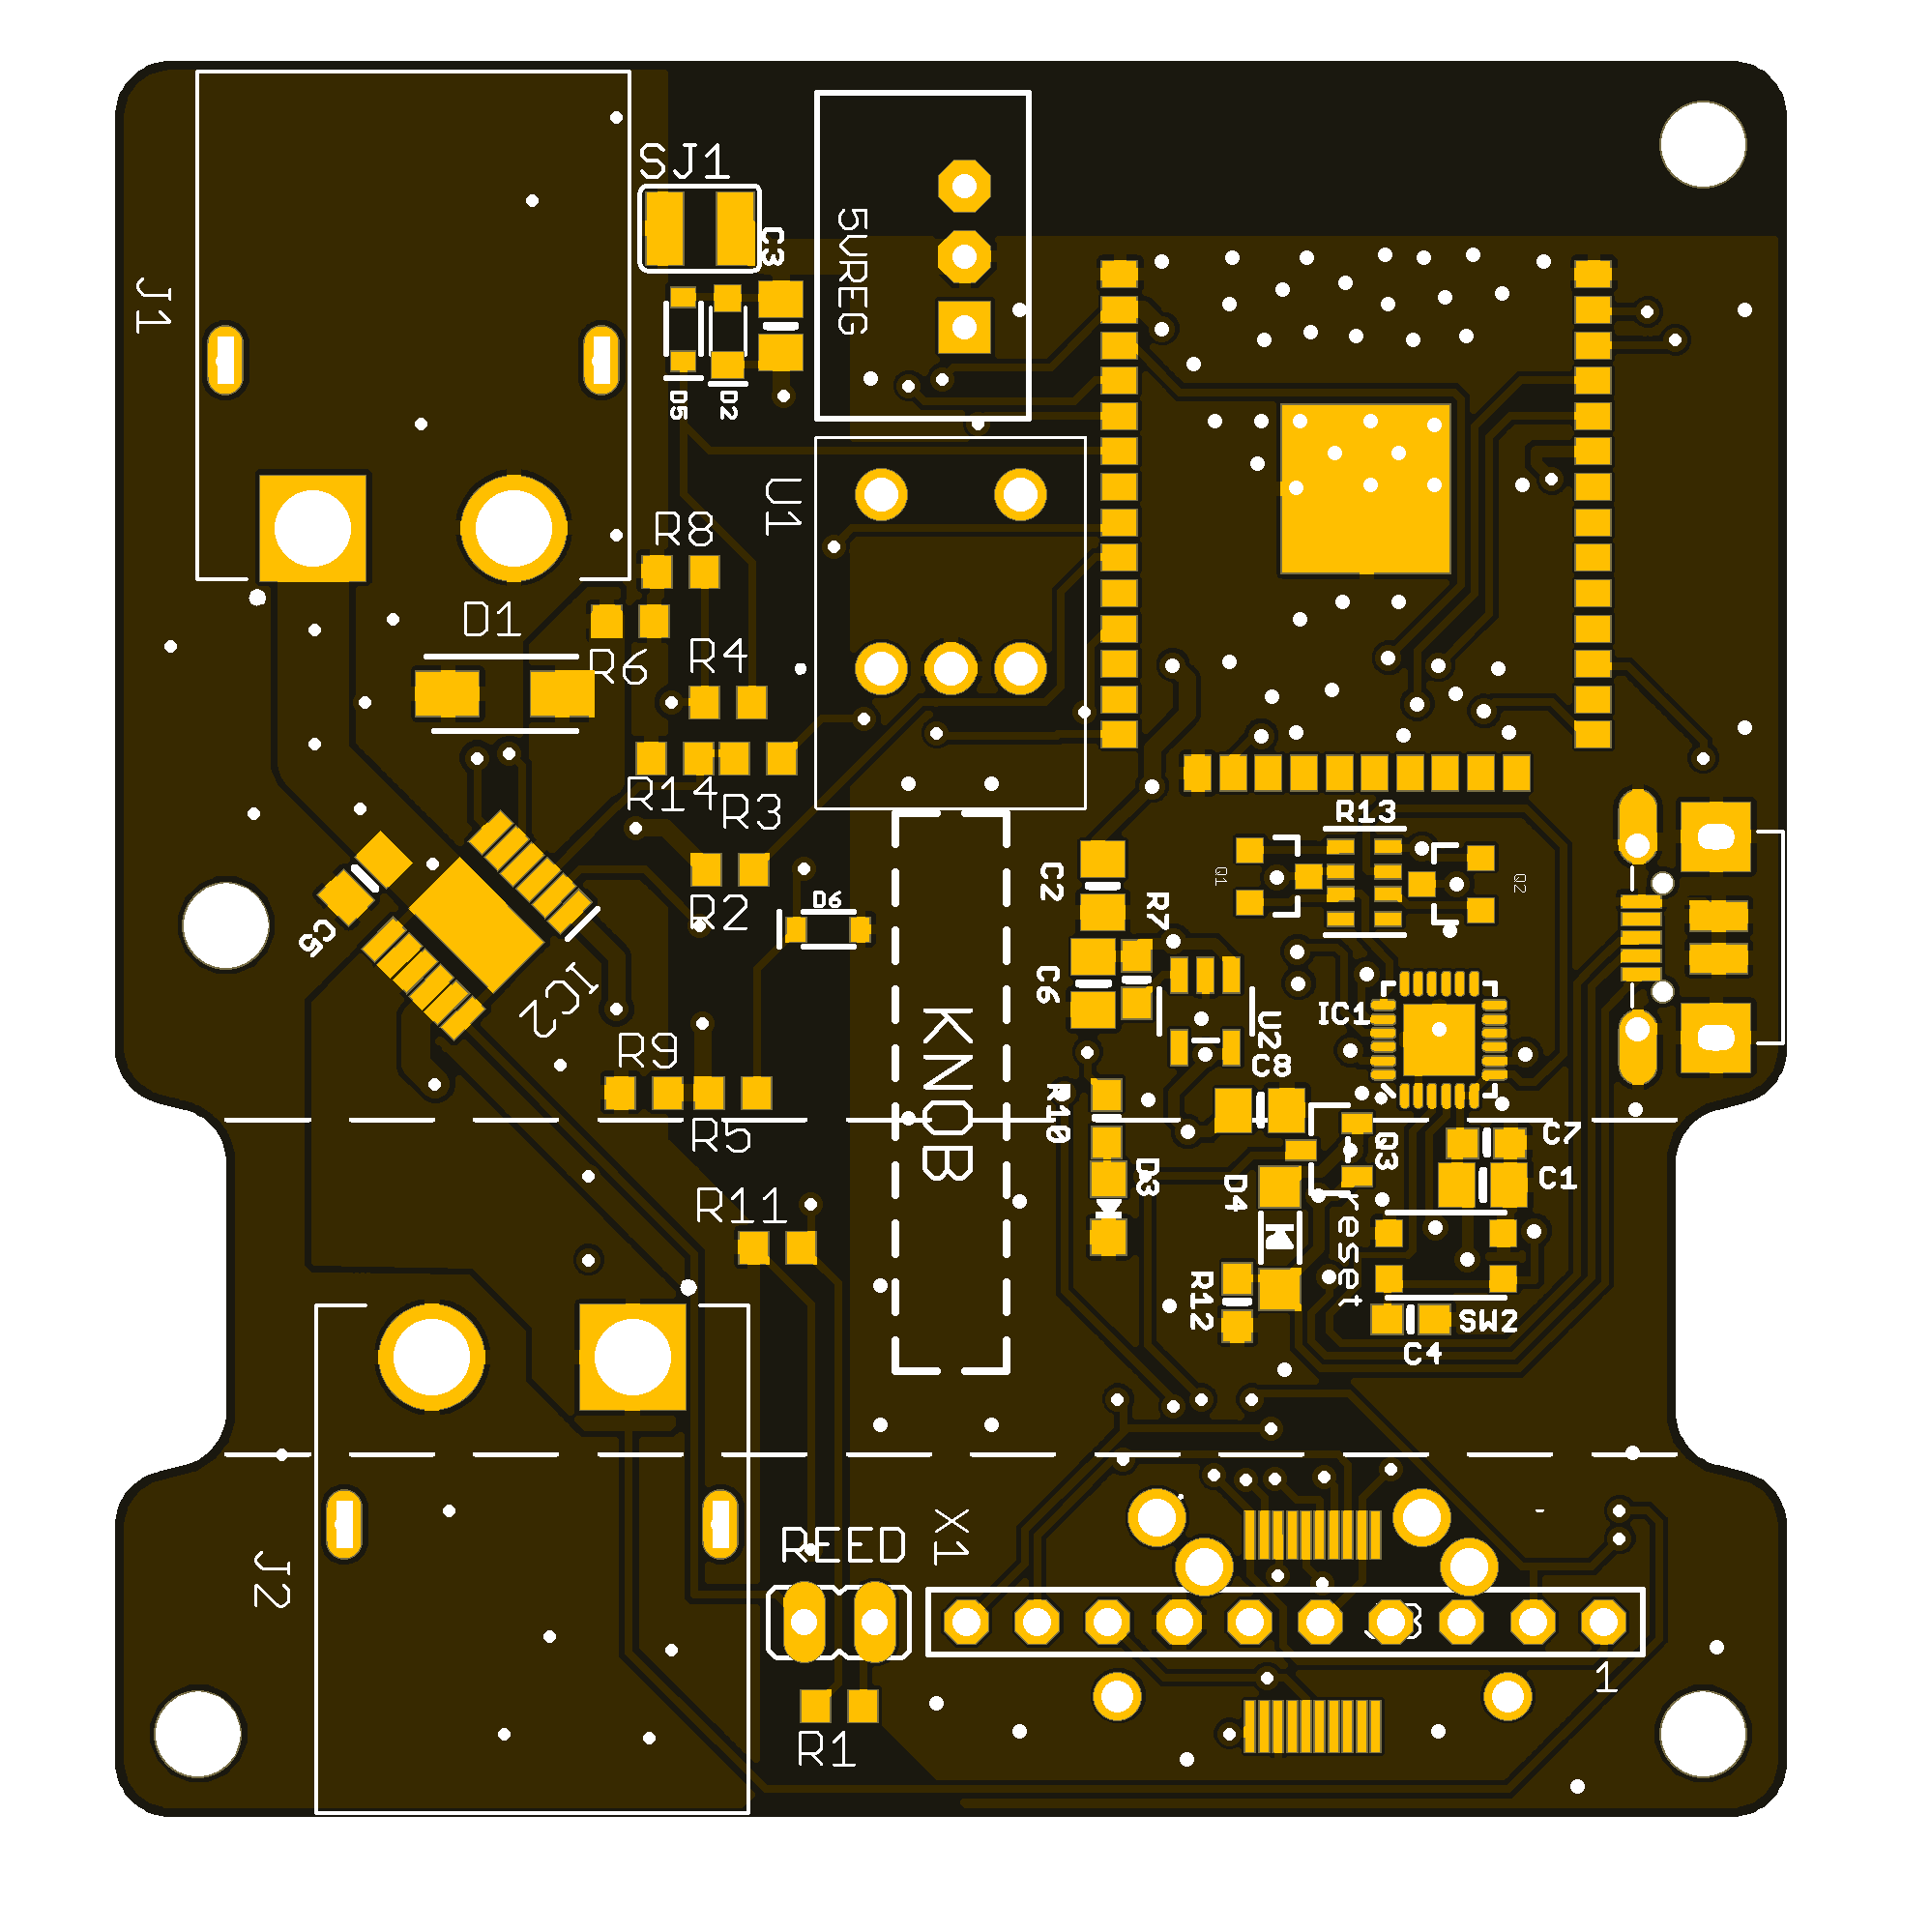 SJ1
C3
5VREG
J1
D5
D2
U1
R8
D1
R6
R4
R14
R3
R13
Q1
Q2
C2
R7
R2
D6
C5
IC2
C6
IC1
U2
KNOB
R9
C8
R10
R5
Q3
C7
D3
D4
C1
R11
K
reset
R12
SW2
C4
X1
REED
J2
1
R1